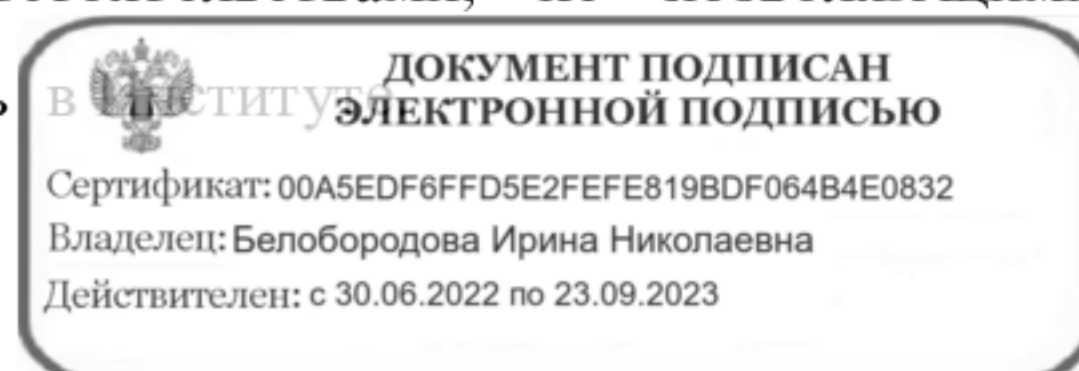 ДОКУМЕНТ ПОДПИСАН
ЭЛЕКТРОННОЙ ПОДПИСЬЮ
Сертификат: 00A5EDF6FFD5E2FEFE819BDF064B4E0832
Владелец: Белобородова Ирина Николаевна
Действителен: с 30.06.2022 по 23.09.2023